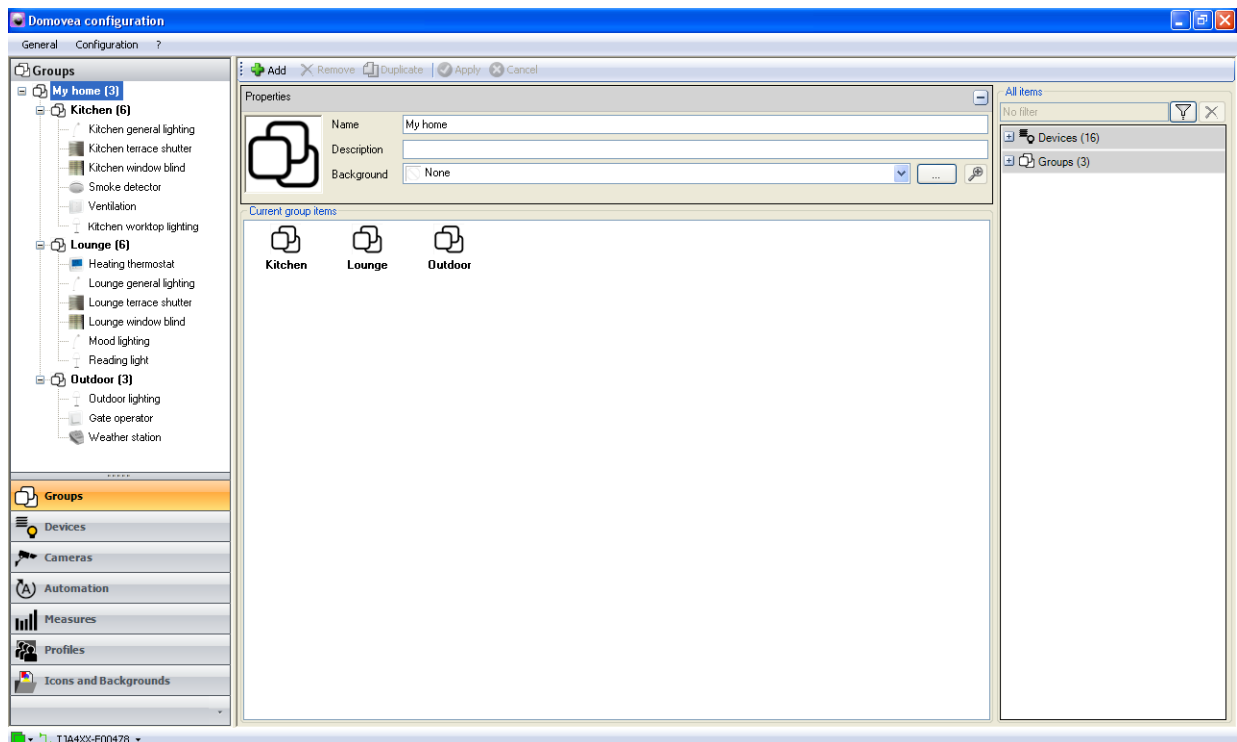 Domovea configuration
General Configuration ?
Groups
My home (3)
Kitchen (6)
Kitchen general lighting
Kitchen terrace shutter
Kitchen window blind
Smoke detector
Ventilation
Kitchen worktop lighting
Lounge (6)
Heating thermostat
Lounge general lighting
Lounge terrace shutter
Lounge window blind
Mood lighting
Reading light
Outdoor (3)
Outdoor lighting
Gate operator
Weather station
Groups
Devices
Cameras
Automation
Measures
Profiles
Icons and Backgrounds
Add Remove Duplicate Apply Cancel
Properties
Name My home
Description
Background None ...
Current group items
Kitchen Lounge Outdoor
All items
No filter
Devices (16)
Groups (3)
TJA4XX-E00478